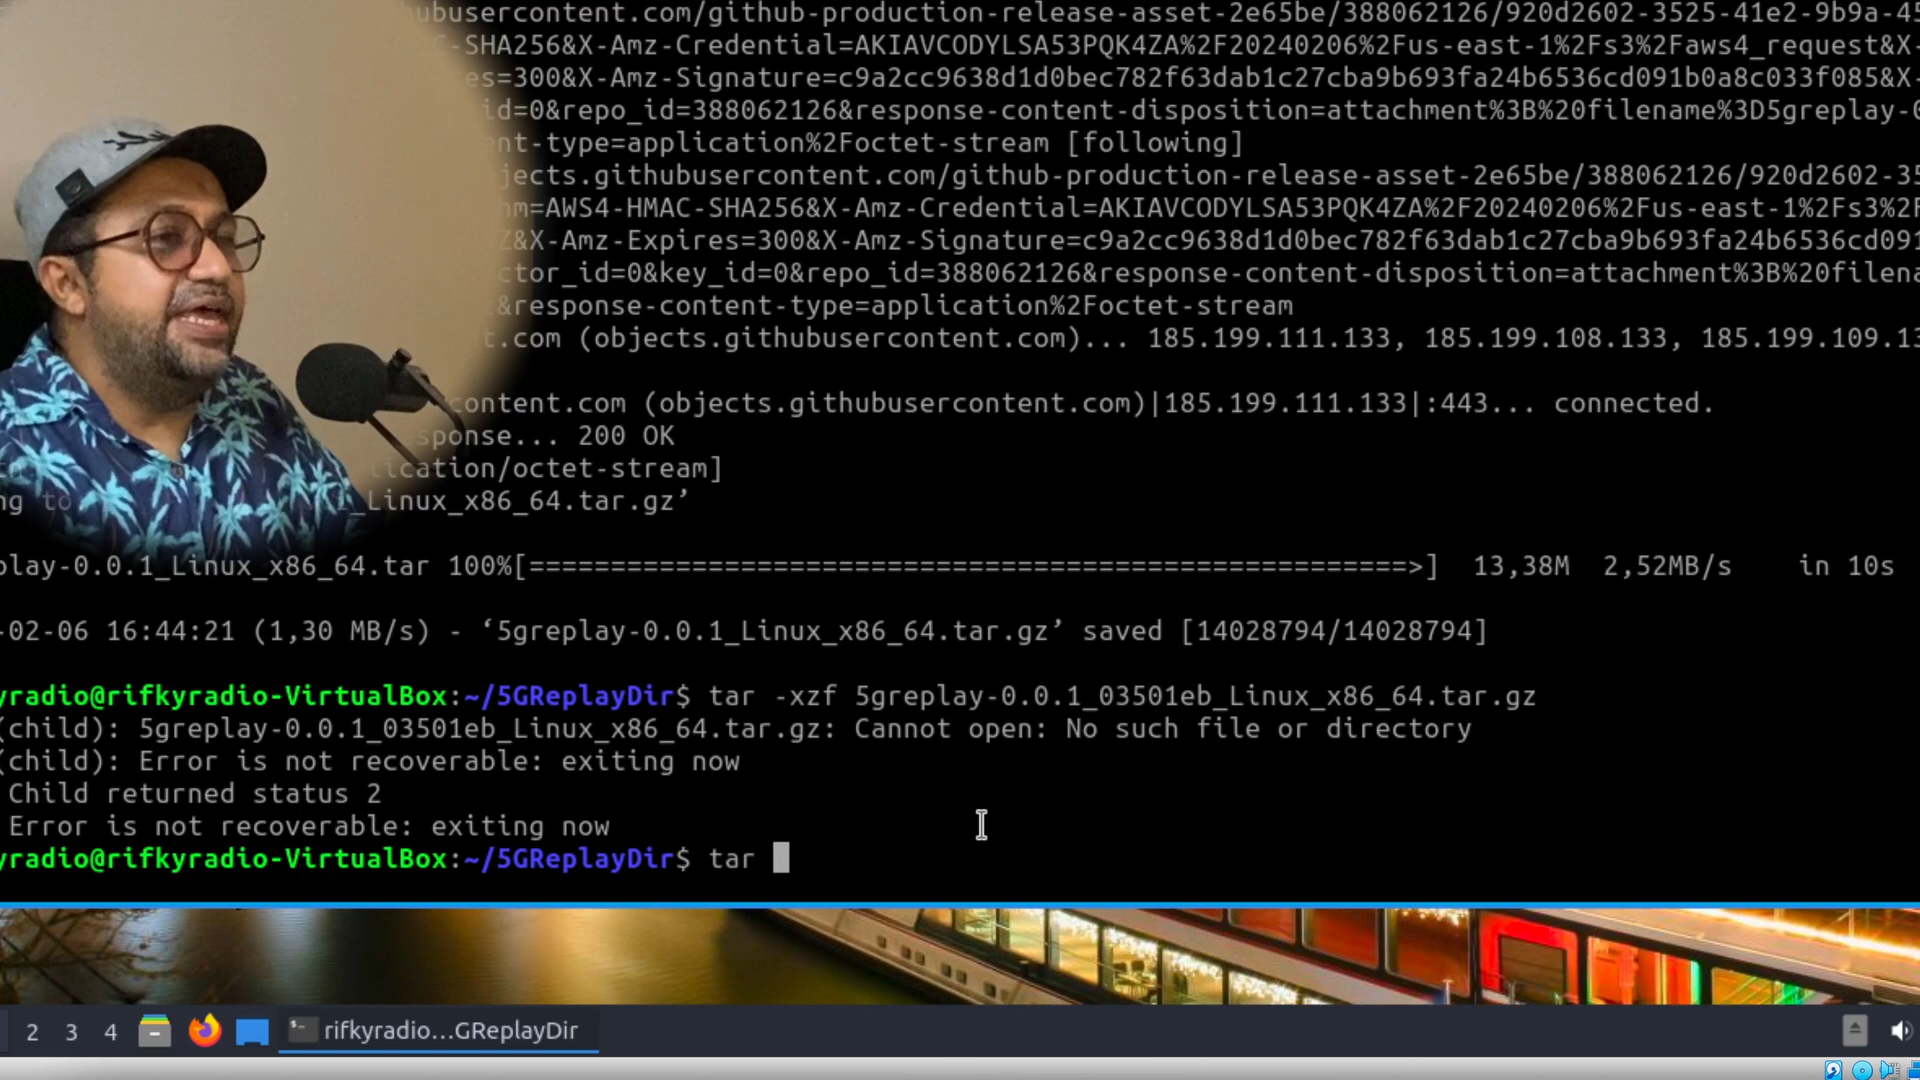 ubusercontent.com/github-production-release-asset-2e65be/388062126/920d2602-3525-41e2-9b9a-45
C-SHA256&X-Amz-Credential=AKIAVCODYLSA53PQK4ZA%2F20240206%2Fus-east-1%2Fs3%2Faws4_request&X-
es=300&X-Amz-Signature=c9a2cc9638d1d0bec782f63dab1c27cba9b693fa24b6536cd091b0a8c033f085&X-
id=0&repo_id=388062126&response-content-disposition=attachment%3B%20filename%3D5greplay-0
nt-type=application%2Foctet-stream [following]
jects.githubusercontent.com/github-production-release-asset-2e65be/388062126/920d2602-35
hm=AWS4-HMAC-SHA256&X-Amz-Credential=AKIAVCODYLSA53PQK4ZA%2F20240206%2Fus-east-1%2Fs3%2F
Z&X-Amz-Expires=300&X-Amz-Signature=c9a2cc9638d1d0bec782f63dab1c27cba9b693fa24b6536cd091
ctor_id=0&key_id=0&repo_id=388062126&response-content-disposition=attachment%3B%20filena
&response-content-type=application%2Foctet-stream
t.com (objects.githubusercontent.com)... 185.199.111.133, 185.199.108.133, 185.199.109.13
content.com (objects.githubusercontent.com)|185.199.111.133|:443... connected.
sponse... 200 OK
lication/octet-stream]
ng to _Linux_x86_64.tar.gz’
play-0.0.1_Linux_x86_64.tar 100%[======================================================>] 13,38M 2,52MB/s in 10s
-02-06 16:44:21 (1,30 MB/s) - ‘5greplay-0.0.1_Linux_x86_64.tar.gz’ saved [14028794/14028794]
yradio@rifkyradio-VirtualBox:~/5GReplayDir$ tar -xzf 5greplay-0.0.1_03501eb_Linux_x86_64.tar.gz
(child): 5greplay-0.0.1_03501eb_Linux_x86_64.tar.gz: Cannot open: No such file or directory
(child): Error is not recoverable: exiting now
Child returned status 2
Error is not recoverable: exiting now
yradio@rifkyradio-VirtualBox:~/5GReplayDir$ tar
2 3 4 rifkyradio...GReplayDir